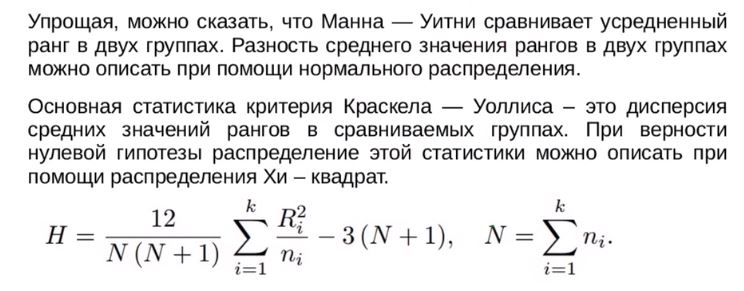 Упрощая, можно сказать, что Манна — Уитни сравнивает усредненный
ранг в двух группах. Разность среднего значения рангов в двух группах
можно описать при помощи нормального распределения.
Основная статистика критерия Краскела — Уоллиса – это дисперсия
средних значений рангов в сравниваемых группах. При верности
нулевой гипотезы распределение этой статистики можно описать при
помощи распределения Хи – квадрат.
H = \frac{12}{N(N+1)} \sum_{i=1}^{k} \frac{R_i^2}{n_i} - 3(N+1), \quad N = \sum_{i=1}^{k} n_i.